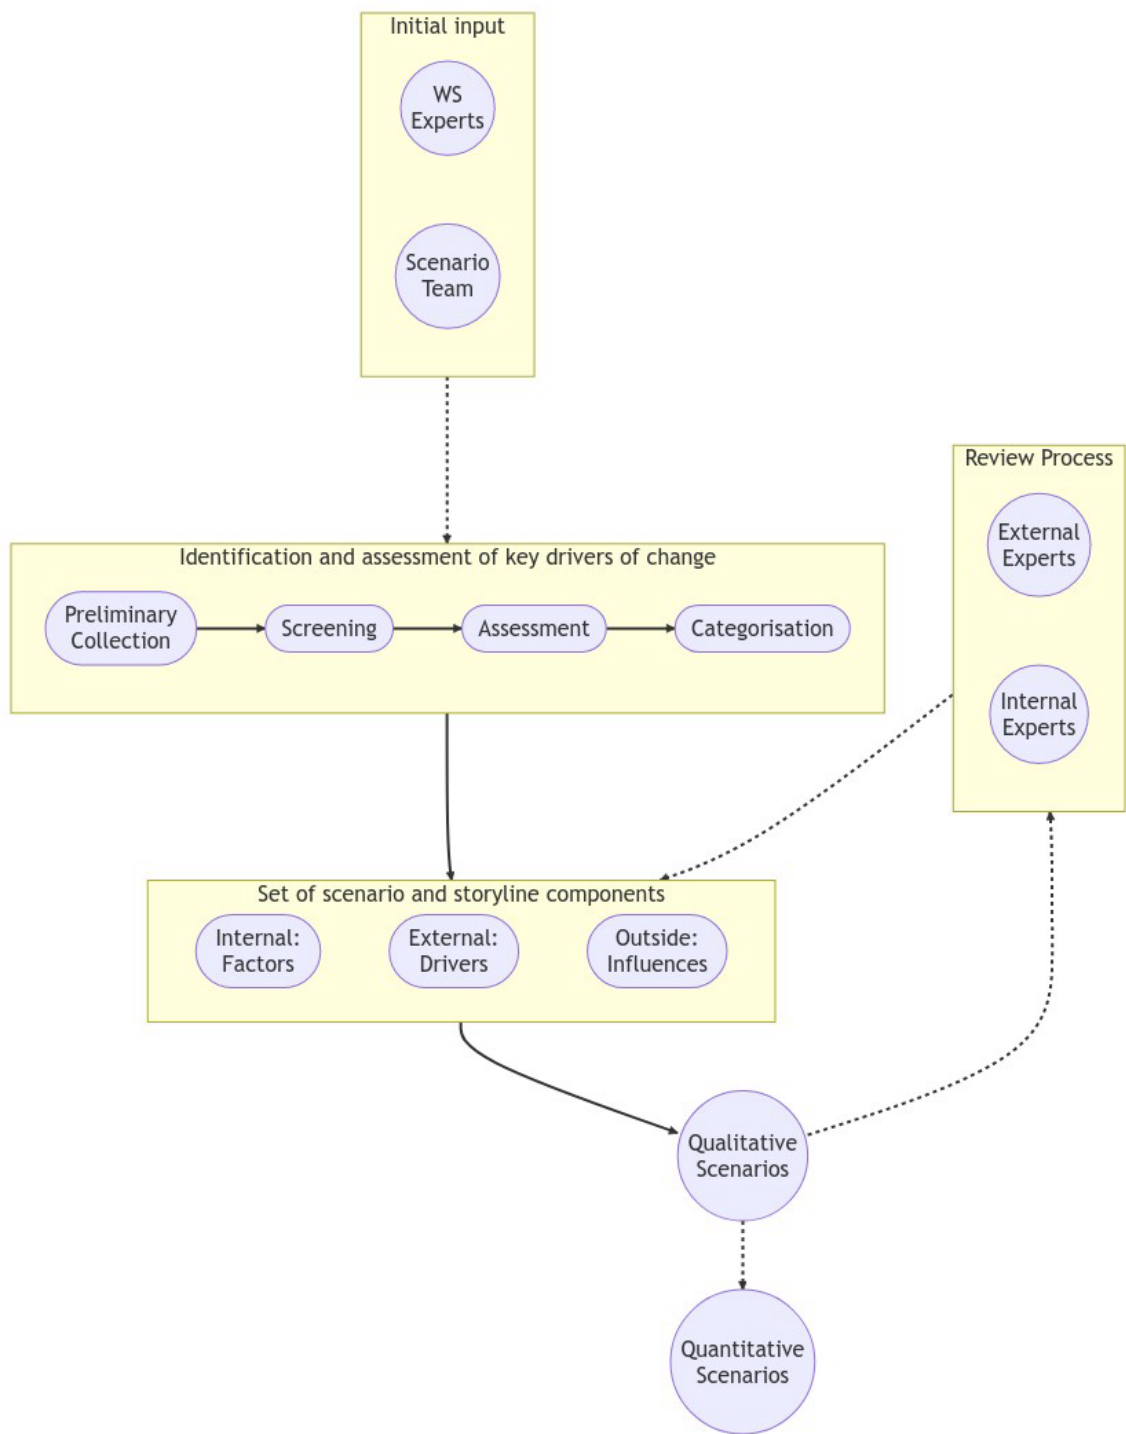 Initial input
WS
Experts
Scenario
Team
Review Process
External
Experts
Internal
Experts
Identification and assessment of key drivers of change
Preliminary
Collection
Screening
Assessment
Categorisation
Set of scenario and storyline components
Internal:
Factors
External:
Drivers
Outside:
Influences
Qualitative
Scenarios
Quantitative
Scenarios